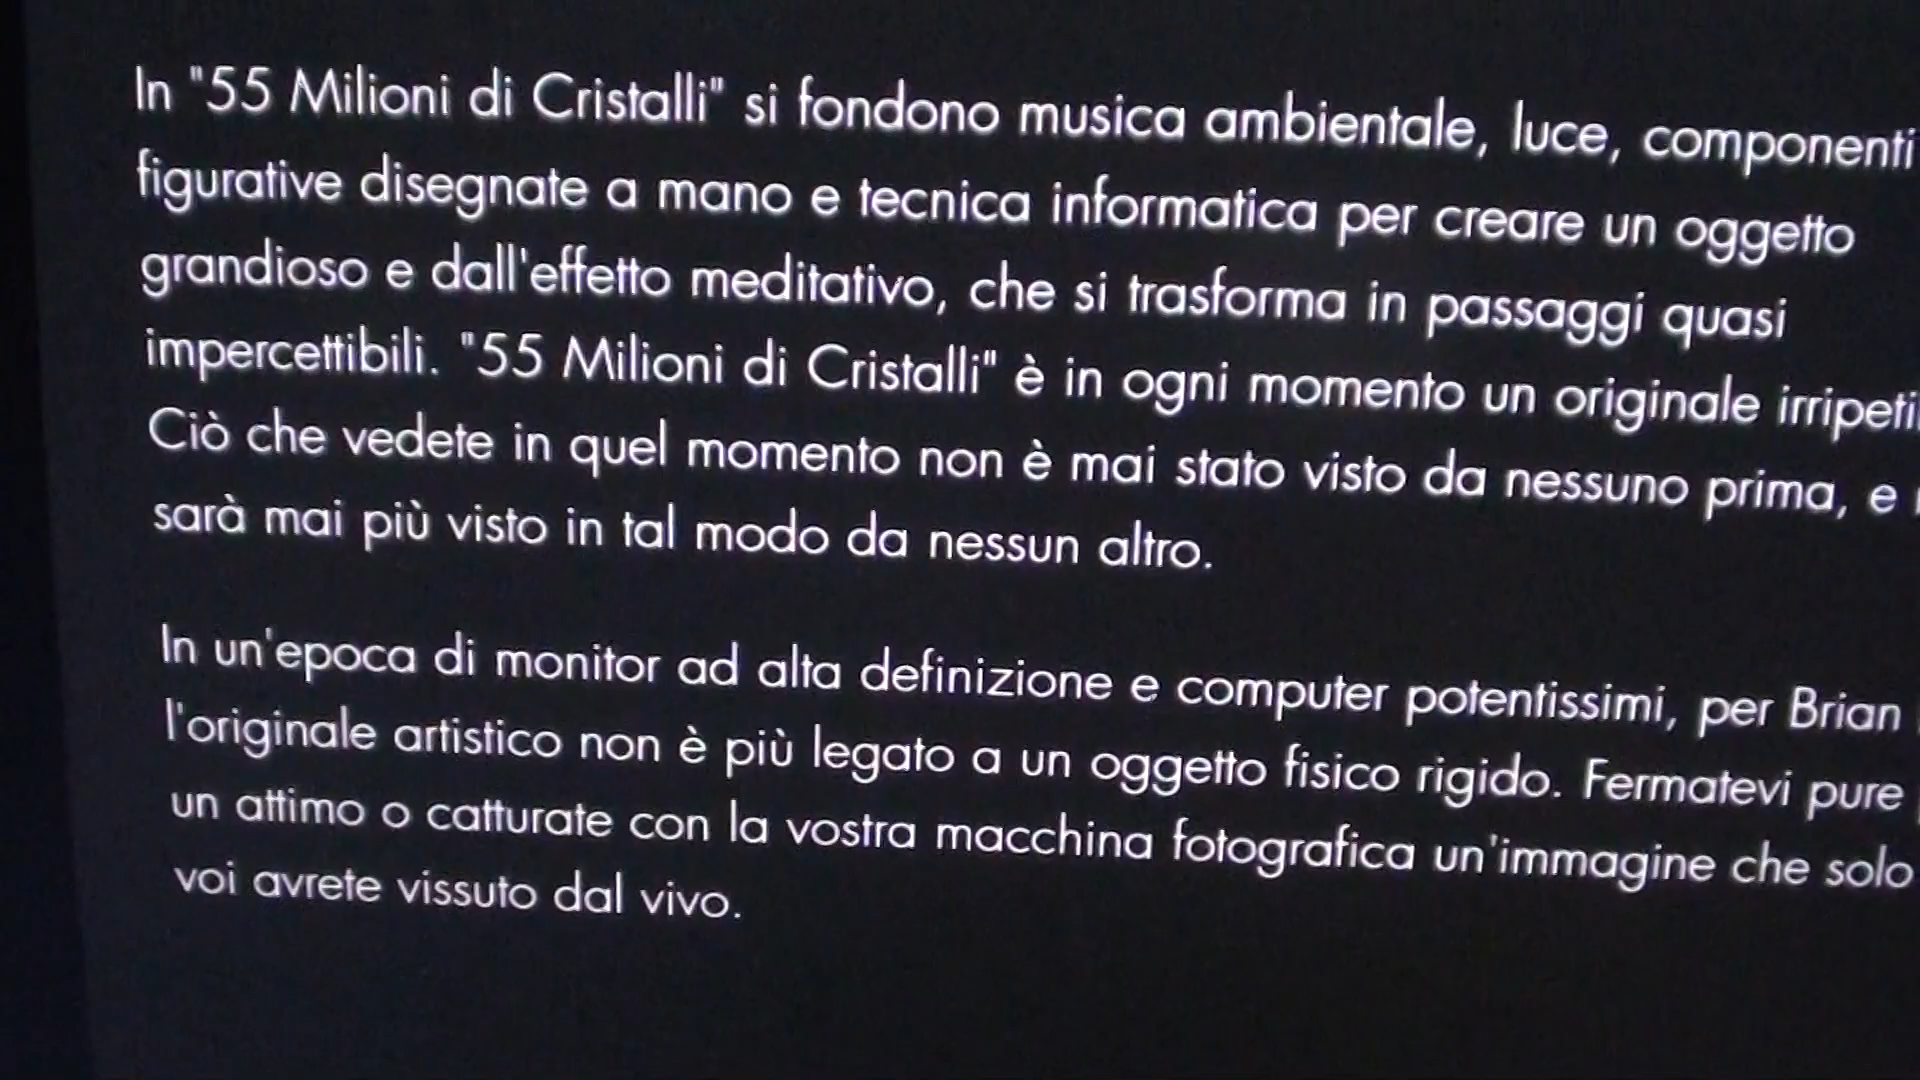 In "55 Milioni di Cristalli" si fondono musica ambientale, luce, componenti
figurative disegnate a mano e tecnica informatica per creare un oggetto
grandioso e dall'effetto meditativo, che si trasforma in passaggi quasi
impercettibili. "55 Milioni di Cristalli" è in ogni momento un originale
Ciò che vedete in quel momento non è mai stato visto da nessuno prima, e
sarà mai più visto in tal modo da nessun altro.
In un'epoca di monitor ad alta definizione e computer potentissimi, per Brian
l'originale artistico non è più legato a un oggetto fisico rigido. Fermatevi pure
un attimo o catturate con la vostra macchina fotografica un'immagine che solo
voi avrete vissuto dal vivo.